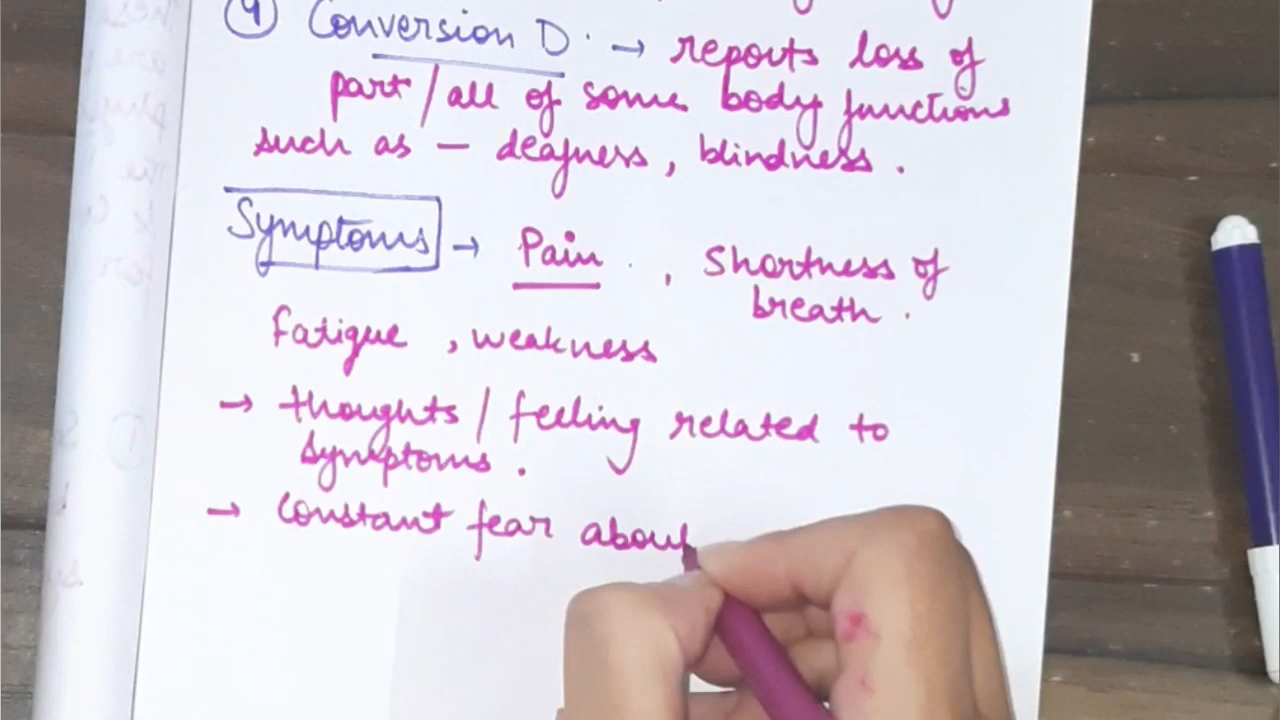 ④ Conversion D. → reports loss of
part / all of some body functions
such as – deafness, blindness.
Symptoms → Pain , Shortness of
breath.
fatigue , weakness
→ thoughts / feeling related to
symptoms.
→ Constant fear about